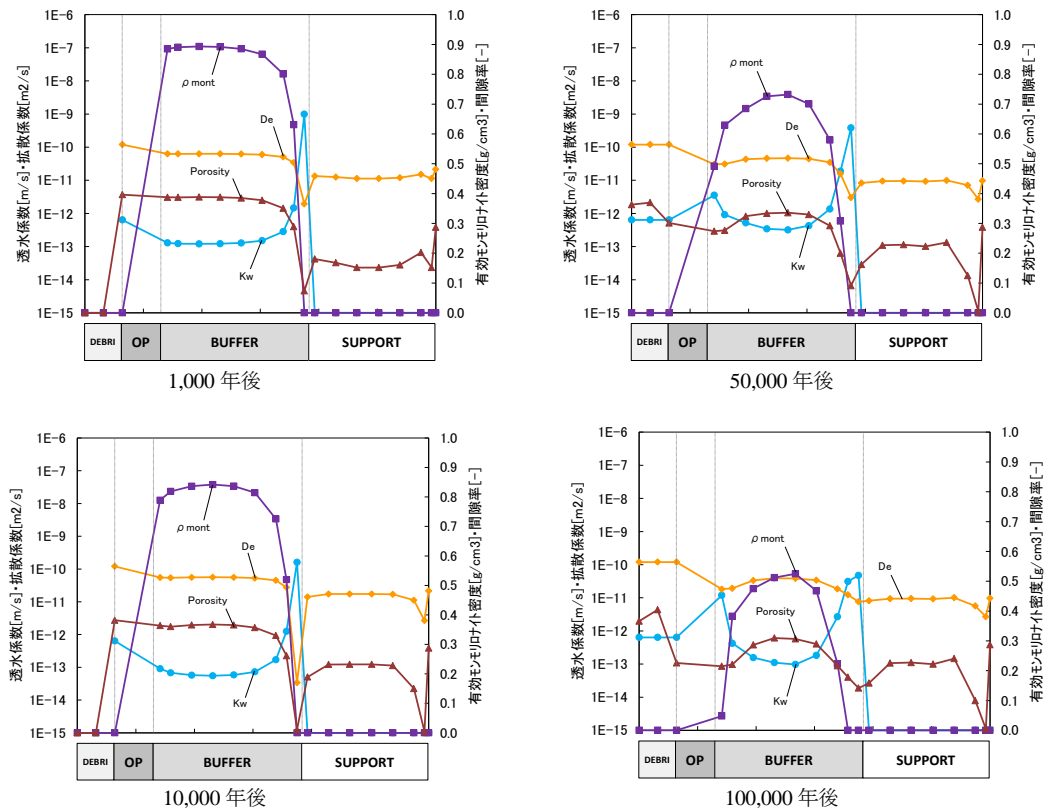 1E-6
1E-7
1E-8
1E-9
1E-10
1E-11
1E-12
1E-13
1E-14
1E-15
透水係数[m/s]・拡散係数[m2/s]
1.0
0.9
0.8
0.7
0.6
0.5
0.4
0.3
0.2
0.1
0.0
有効モンモリロナイト密度[g/cm3]・間隙率[-]
ρmont
De
Porosity
Kw
DEBRI
OP
BUFFER
SUPPORT
1,000 年後
1E-6
1E-7
1E-8
1E-9
1E-10
1E-11
1E-12
1E-13
1E-14
1E-15
透水係数[m/s]・拡散係数[m2/s]
1.0
0.9
0.8
0.7
0.6
0.5
0.4
0.3
0.2
0.1
0.0
有効モンモリロナイト密度[g/cm3]・間隙率[-]
ρmont
De
Porosity
Kw
DEBRI
OP
BUFFER
SUPPORT
50,000 年後
1E-6
1E-7
1E-8
1E-9
1E-10
1E-11
1E-12
1E-13
1E-14
1E-15
透水係数[m/s]・拡散係数[m2/s]
1.0
0.9
0.8
0.7
0.6
0.5
0.4
0.3
0.2
0.1
0.0
有効モンモリロナイト密度[g/cm3]・間隙率[-]
ρmont
De
Porosity
Kw
DEBRI
OP
BUFFER
SUPPORT
10,000 年後
1E-6
1E-7
1E-8
1E-9
1E-10
1E-11
1E-12
1E-13
1E-14
1E-15
透水係数[m/s]・拡散係数[m2/s]
1.0
0.9
0.8
0.7
0.6
0.5
0.4
0.3
0.2
0.1
0.0
有効モンモリロナイト密度[g/cm3]・間隙率[-]
ρmont
De
Porosity
Kw
DEBRI
OP
BUFFER
SUPPORT
100,000 年後